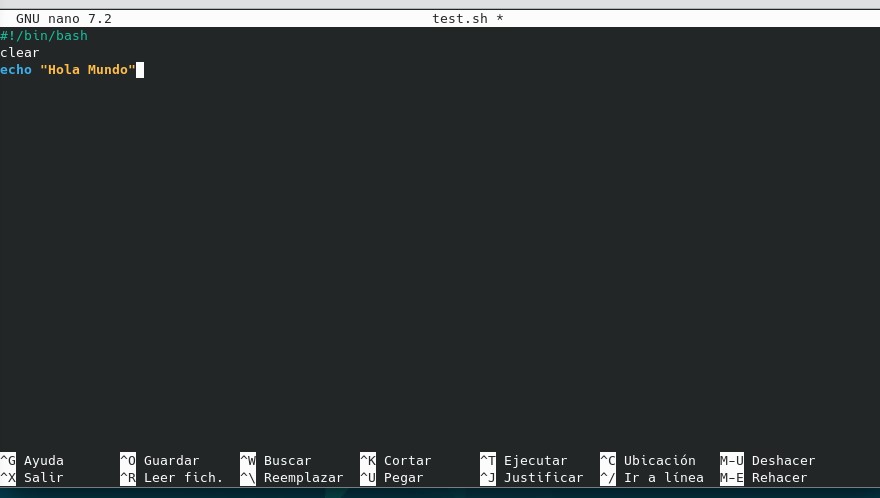 GNU nano 7.2 test.sh *
#!/bin/bash
clear
echo "Hola Mundo"
^G Ayuda ^O Guardar ^W Buscar ^K Cortar ^T Ejecutar ^C Ubicación M-U Deshacer
^X Salir ^R Leer fich. ^\ Reemplazar ^U Pegar ^J Justificar ^/ Ir a línea M-E Rehacer